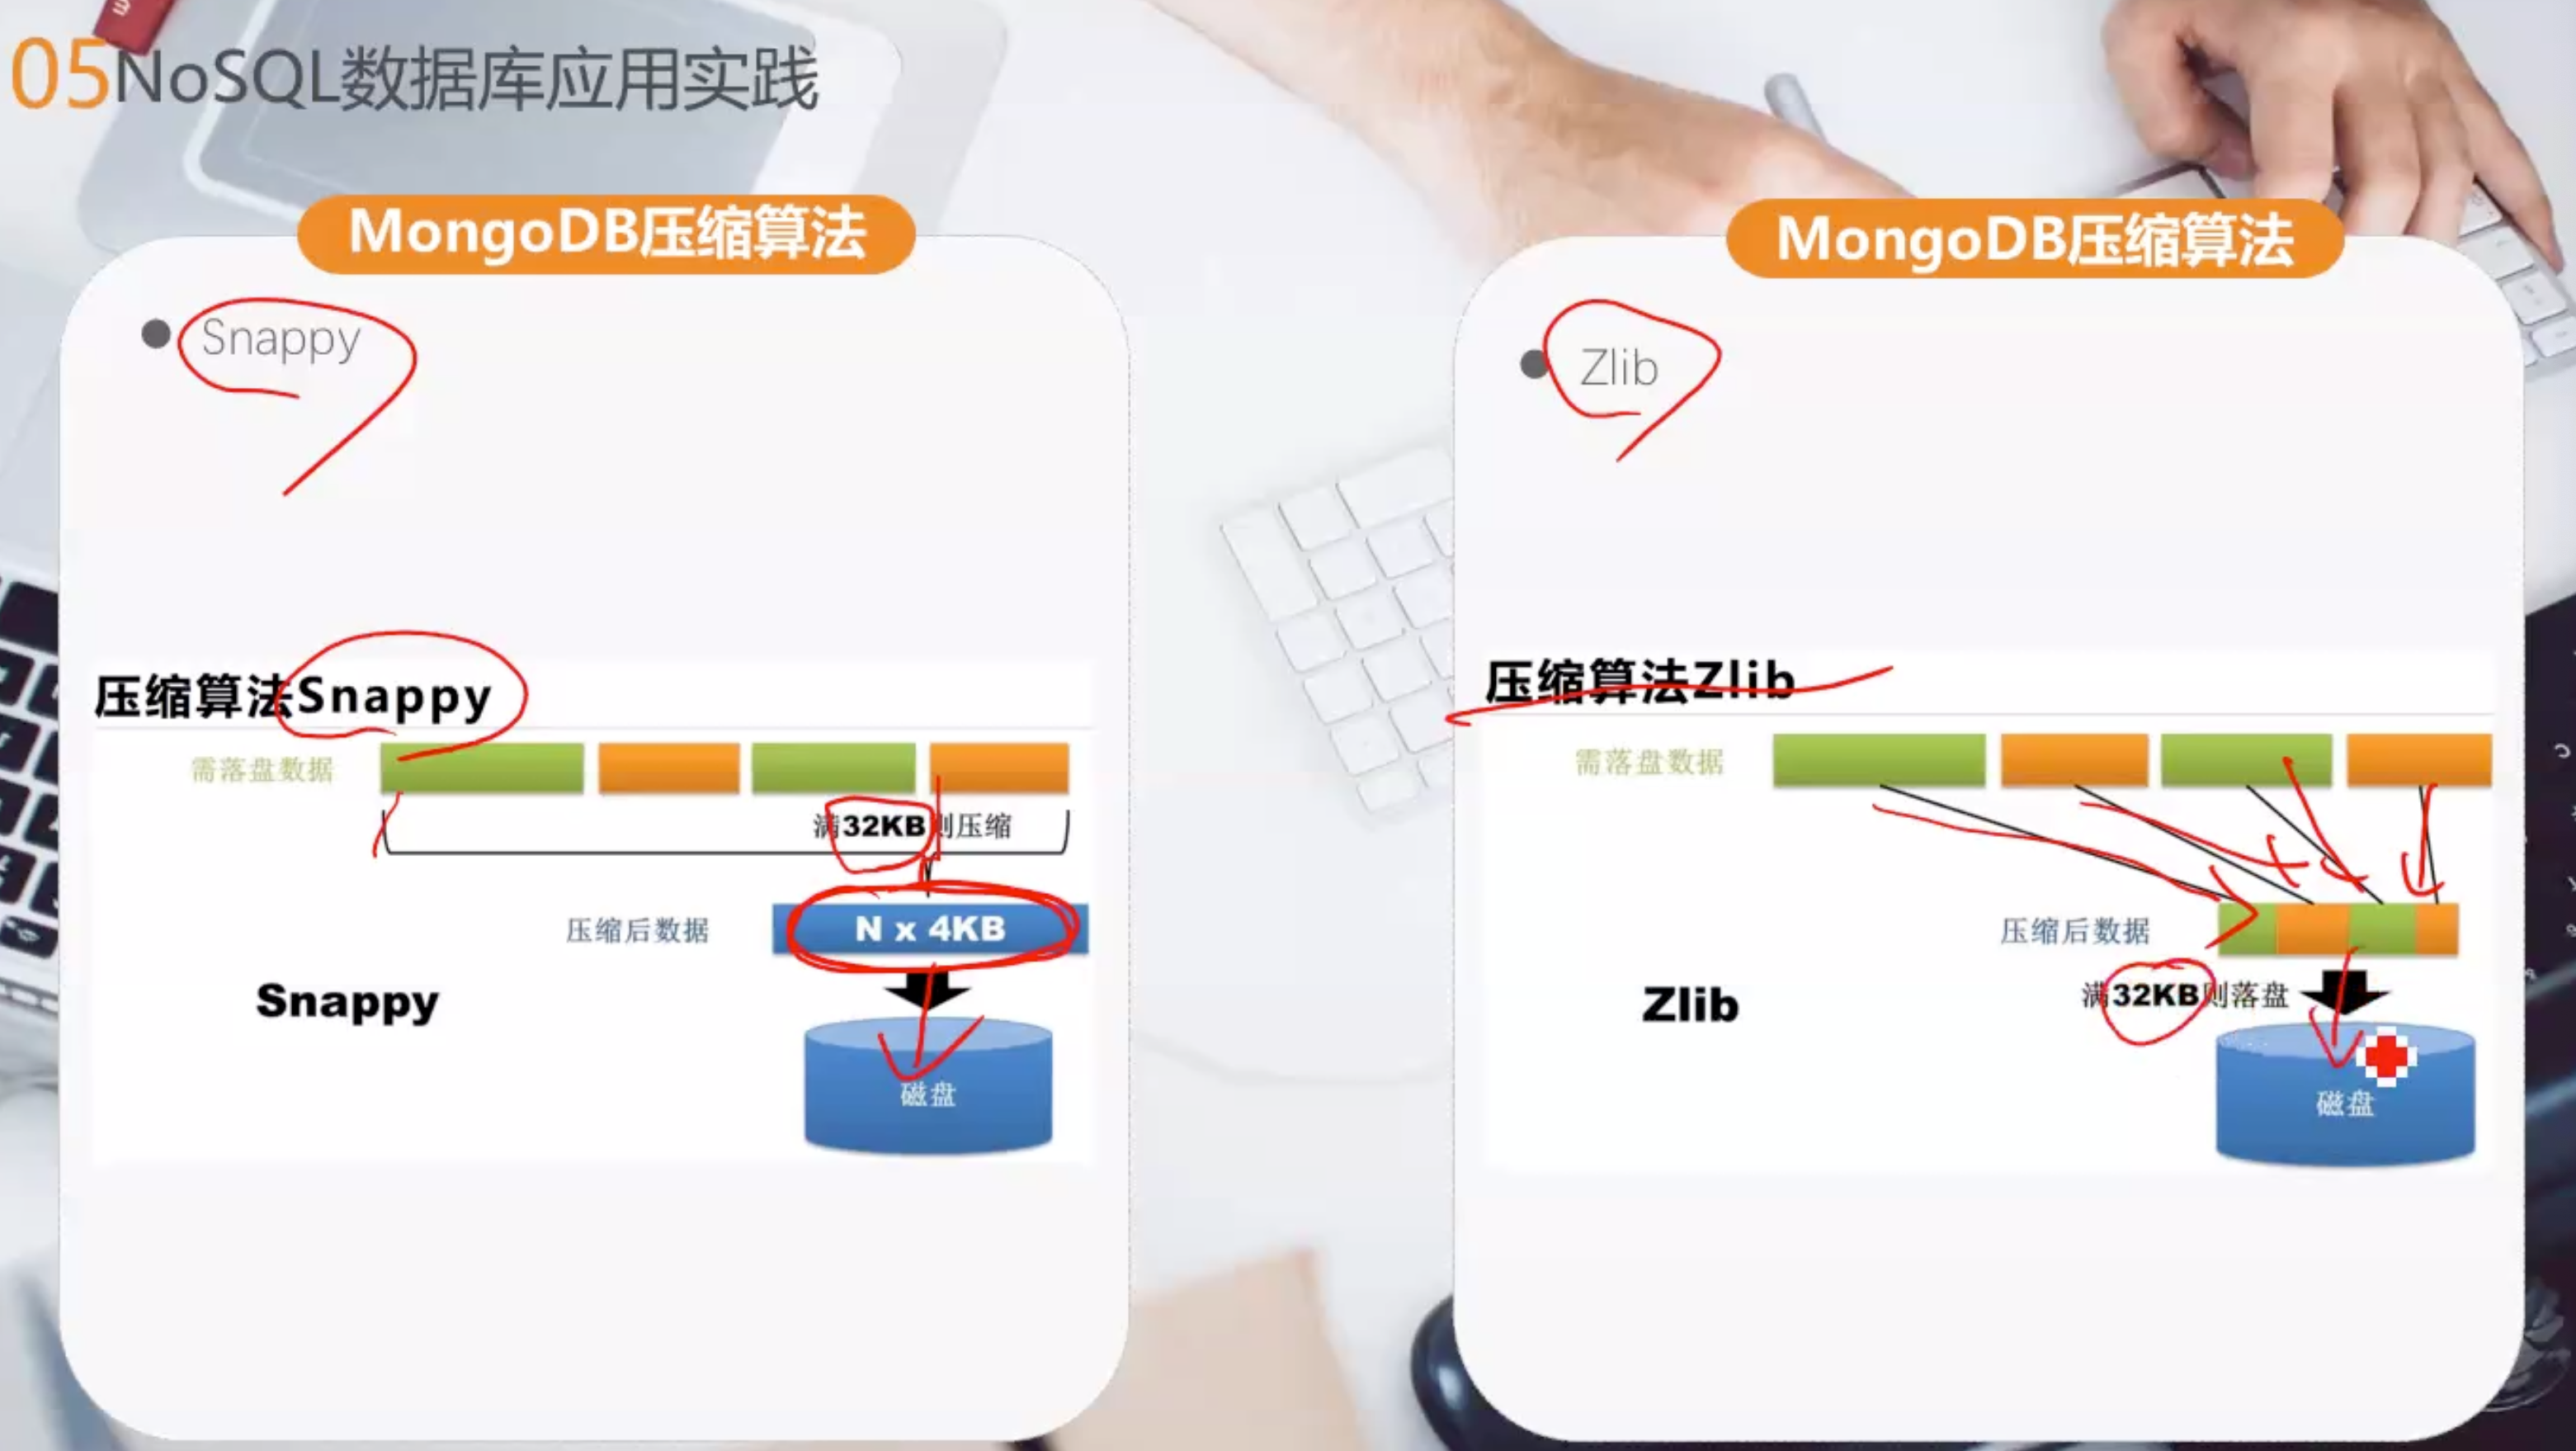 05NoSQL数据库应用实践
MongoDB压缩算法
Snappy
压缩算法Snappy
需落盘数据
满32KB则压缩
压缩后数据
N x 4KB
Snappy
磁盘
MongoDB压缩算法
Zlib
压缩算法Zlib
需落盘数据
压缩后数据
满32KB则落盘
Zlib
磁盘